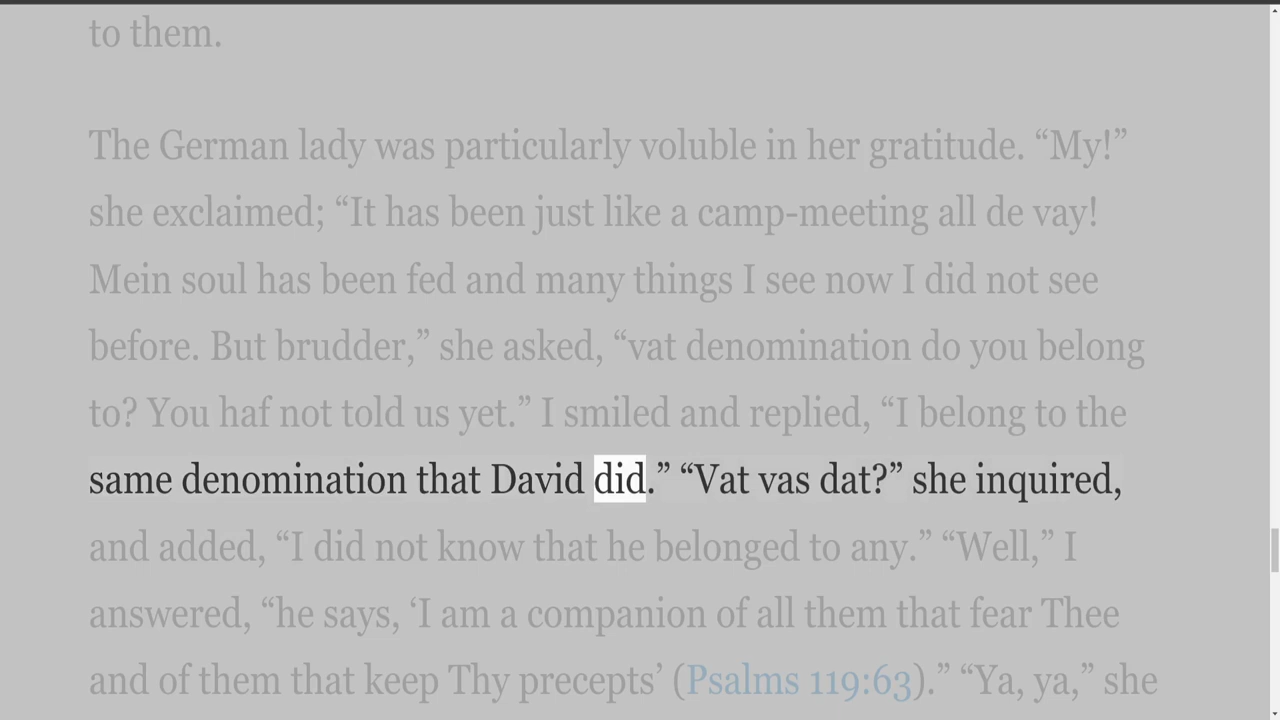 to them.
The German lady was particularly voluble in her gratitude. “My!”
she exclaimed; “It has been just like a camp-meeting all de vay!
Mein soul has been fed and many things I see now I did not see
before. But brudder,” she asked, “vat denomination do you belong
to? You haf not told us yet.” I smiled and replied, “I belong to the
same denomination that David did.” “Vat vas dat?” she inquired,
and added, “I did not know that he belonged to any.” “Well,” I
answered, “he says, ‘I am a companion of all them that fear Thee
and of them that keep Thy precepts’ (Psalms 119:63).” “Ya, ya,” she